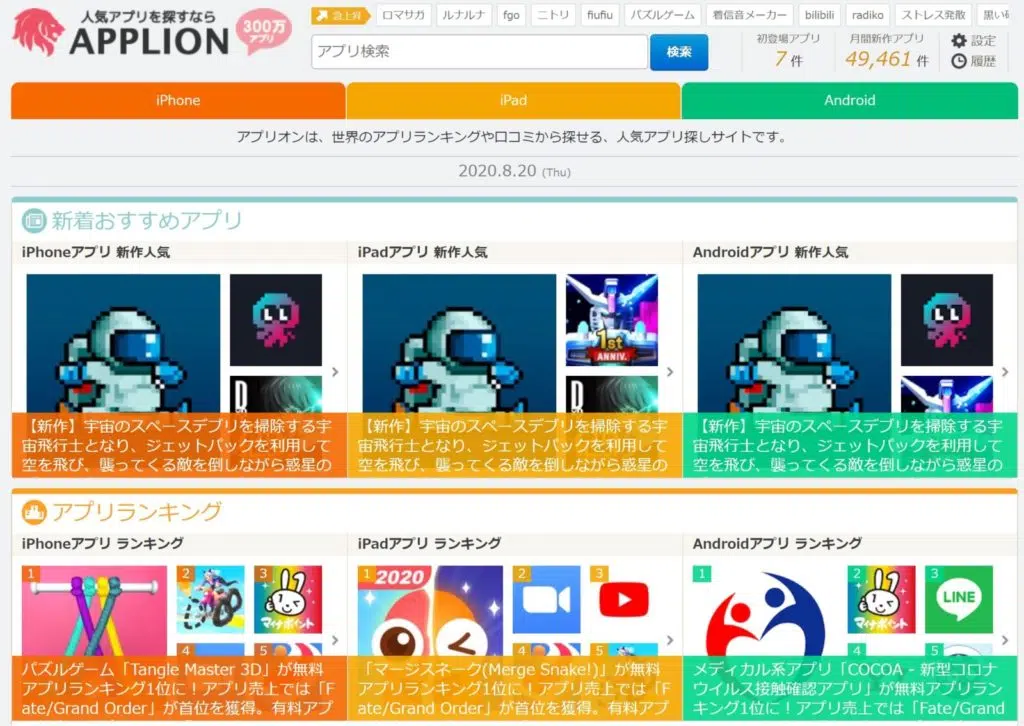 人気アプリを探すなら
APPLION
300万
アプリ
急上昇
ロマサガ
ルナルナ
fgo
ニトリ
fiufiu
パズルゲーム
着信音メーカー
bilibili
radiko
ストレス発散
黒い
アプリ検索
検索
初登場アプリ
7 件
月間新作アプリ
49,461 件
設定
履歴
iPhone
iPad
Android
アプリオンは、世界のアプリランキングや口コミから探せる、人気アプリ探しサイトです。
2020.8.20 (Thu)
新着おすすめアプリ
iPhoneアプリ 新作人気
iPadアプリ 新作人気
Androidアプリ 新作人気
1st
ANNIV.
D
D
【新作】宇宙のスペースデブリを掃除する宇
宙飛行士となり、ジェットパックを利用して
空を飛び、襲ってくる敵を倒しながら惑星の
【新作】宇宙のスペースデブリを掃除する宇
宙飛行士となり、ジェットパックを利用して
空を飛び、襲ってくる敵を倒しながら惑星の
【新作】宇宙のスペースデブリを掃除する宇
宙飛行士となり、ジェットパックを利用して
空を飛び、襲ってくる敵を倒しながら惑星の
アプリランキング
iPhoneアプリ ランキング
iPadアプリ ランキング
Androidアプリ ランキング
1
2
3
マイナポイント
4
5
1
2020
2
3
4
5
1
2
マイナポイント
3
LINE
4
5
パズルゲーム「Tangle Master 3D」が無料
アプリランキング1位に！アプリ売上では「F
ate/Grand Order」が首位を獲得。有料アプ
「マージスネーク(Merge Snake!)」が無料
アプリランキング1位に！アプリ売上では「F
ate/Grand Order」が首位を獲得。有料アプ
メディカル系アプリ「COCOA - 新型コロナ
ウイルス接触確認アプリ」が無料アプリラン
キング1位に！アプリ売上では「Fate/Grand